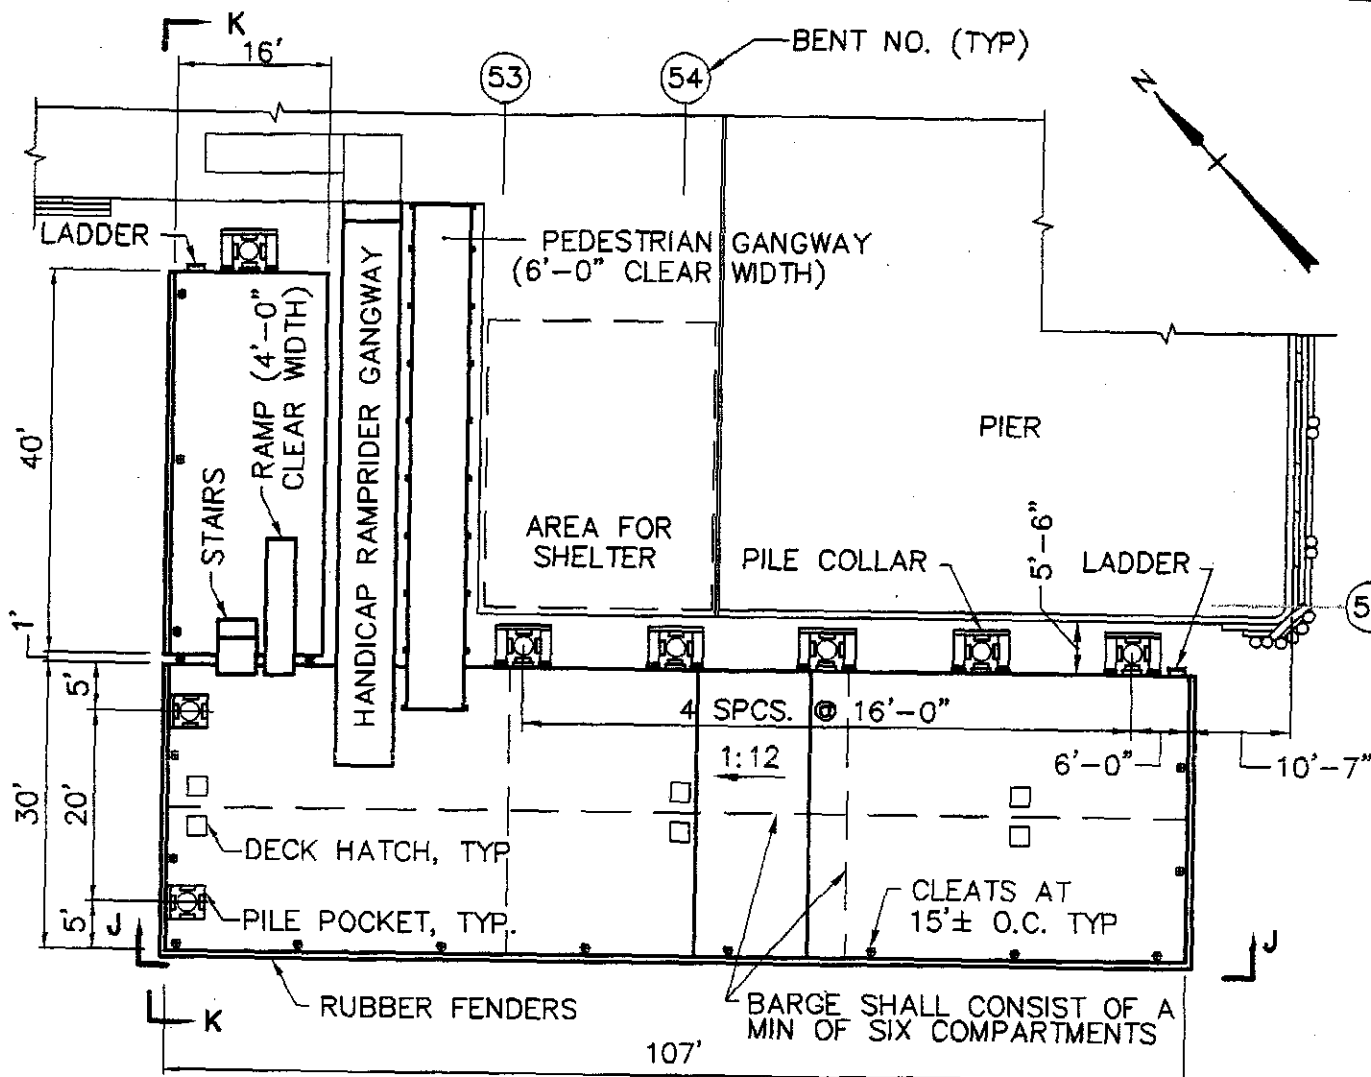 K
16'
53
54
BENT NO. (TYP)
N
LADDER
PEDESTRIAN GANGWAY
(6'-0" CLEAR WIDTH)
RAMP (4'-0"
CLEAR WIDTH)
HANDICAP RAMPRIDER GANGWAY
PIER
40'
STAIRS
AREA FOR
SHELTER
PILE COLLAR
5'-6"
LADDER
5
1'
5'
4 SPCS. @ 16'-0"
1:12
6'-0"
10'-7"
30'
20'
DECK HATCH, TYP
CLEATS AT
15'± O.C. TYP
5'
PILE POCKET, TYP.
J
J
RUBBER FENDERS
BARGE SHALL CONSIST OF A
MIN OF SIX COMPARTMENTS
K
107'